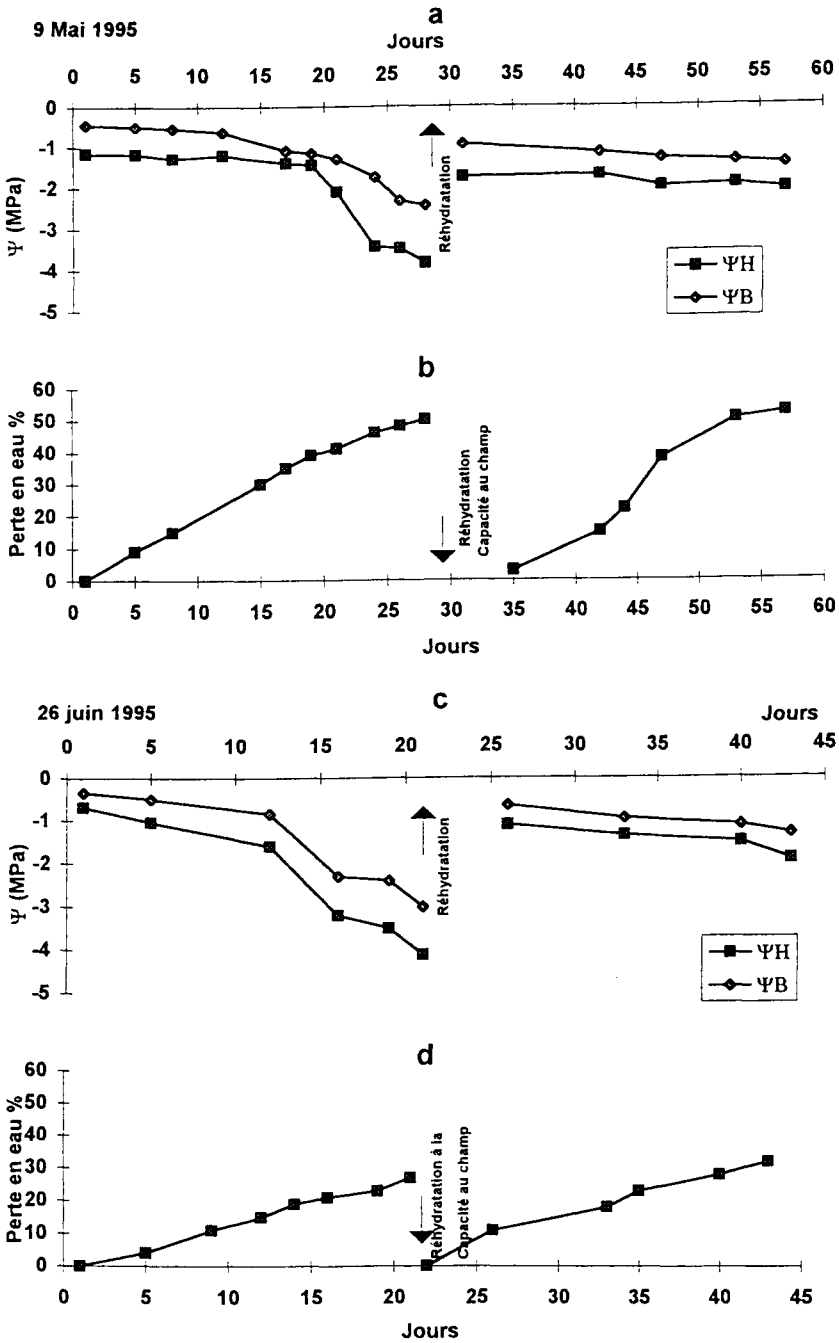 a
9 Mai 1995
Jours
0 5 10 15 20 25 30 35 40 45 50 55 60
0
-1
-2
-3
-4
-5
Ψ (MPa)
Réhydratation
ΨH
ΨB
b
60
50
40
30
20
10
0
Perte en eau %
Réhydratation
Capacité au champ
0 5 10 15 20 25 30 35 40 45 50 55 60
Jours
c
26 juin 1995
Jours
0 5 10 15 20 25 30 35 40 45
0
-1
-2
-3
-4
-5
Ψ (MPa)
Réhydratation
ΨH
ΨB
d
60
50
40
30
20
10
0
Perte en eau %
Réhydratation à la
Capacité au champ
0 5 10 15 20 25 30 35 40 45
Jours